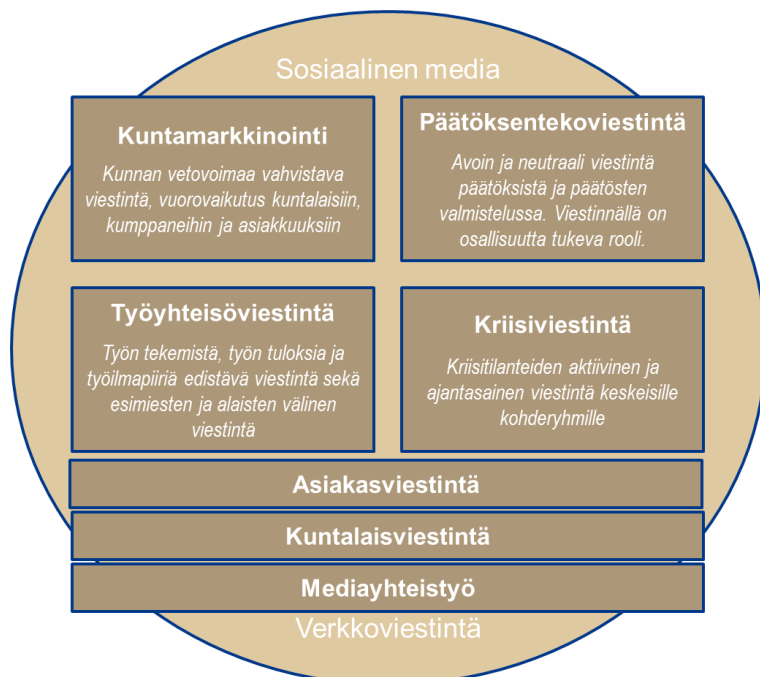 Sosiaalinen media
Kuntamarkkinointi
Kunnan vetovoimaa vahvistava
viestintä, vuorovaikutus kuntalaisiin,
kumppaneihin ja asiakkuuksiin
Päätöksentekoviestintä
Avoin ja neutraali viestintä
päätöksistä ja päätösten
valmistelussa. Viestinnällä on
osallisuutta tukeva rooli.
Työyhteisöviestintä
Työn tekemistä, työn tuloksia ja
työilmapiiriä edistävä viestintä sekä
esimiesten ja alaisten välinen
viestintä
Kriisiviestintä
Kriisitilanteiden aktiivinen ja
ajantasainen viestintä keskeisille
kohderyhmille
Asiakasviestintä
Kuntalaisviestintä
Mediayhteistyö
Verkkoviestintä